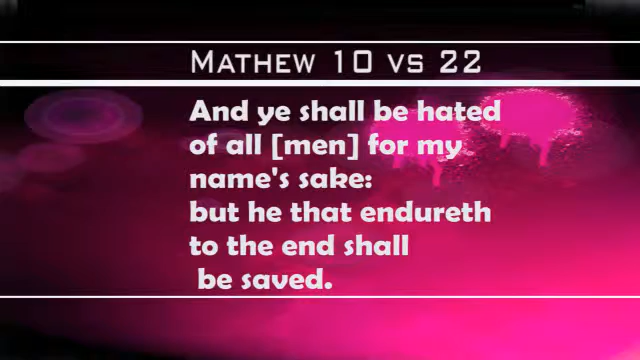 Mathew 10 vs 22
And ye shall be hated
of all [men] for my
name's sake:
but he that endureth
to the end shall
be saved.